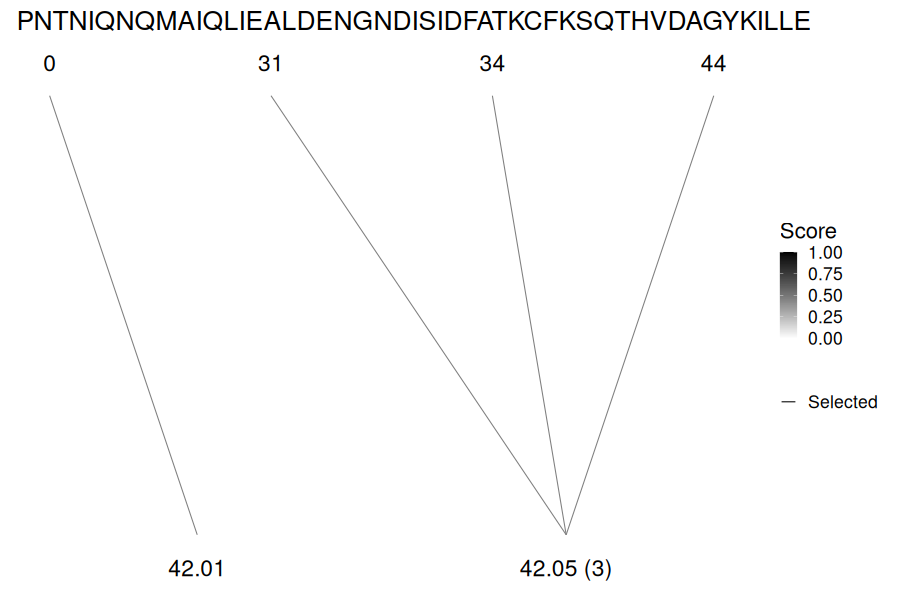 PNTNIQNQMAIQLIEALDENGNDISIDFATKCFKSQTHVDAGYKILLE
0 31 34 44
Score
1.00
0.75
0.50
0.25
0.00
Selected
42.01 42.05 (3)